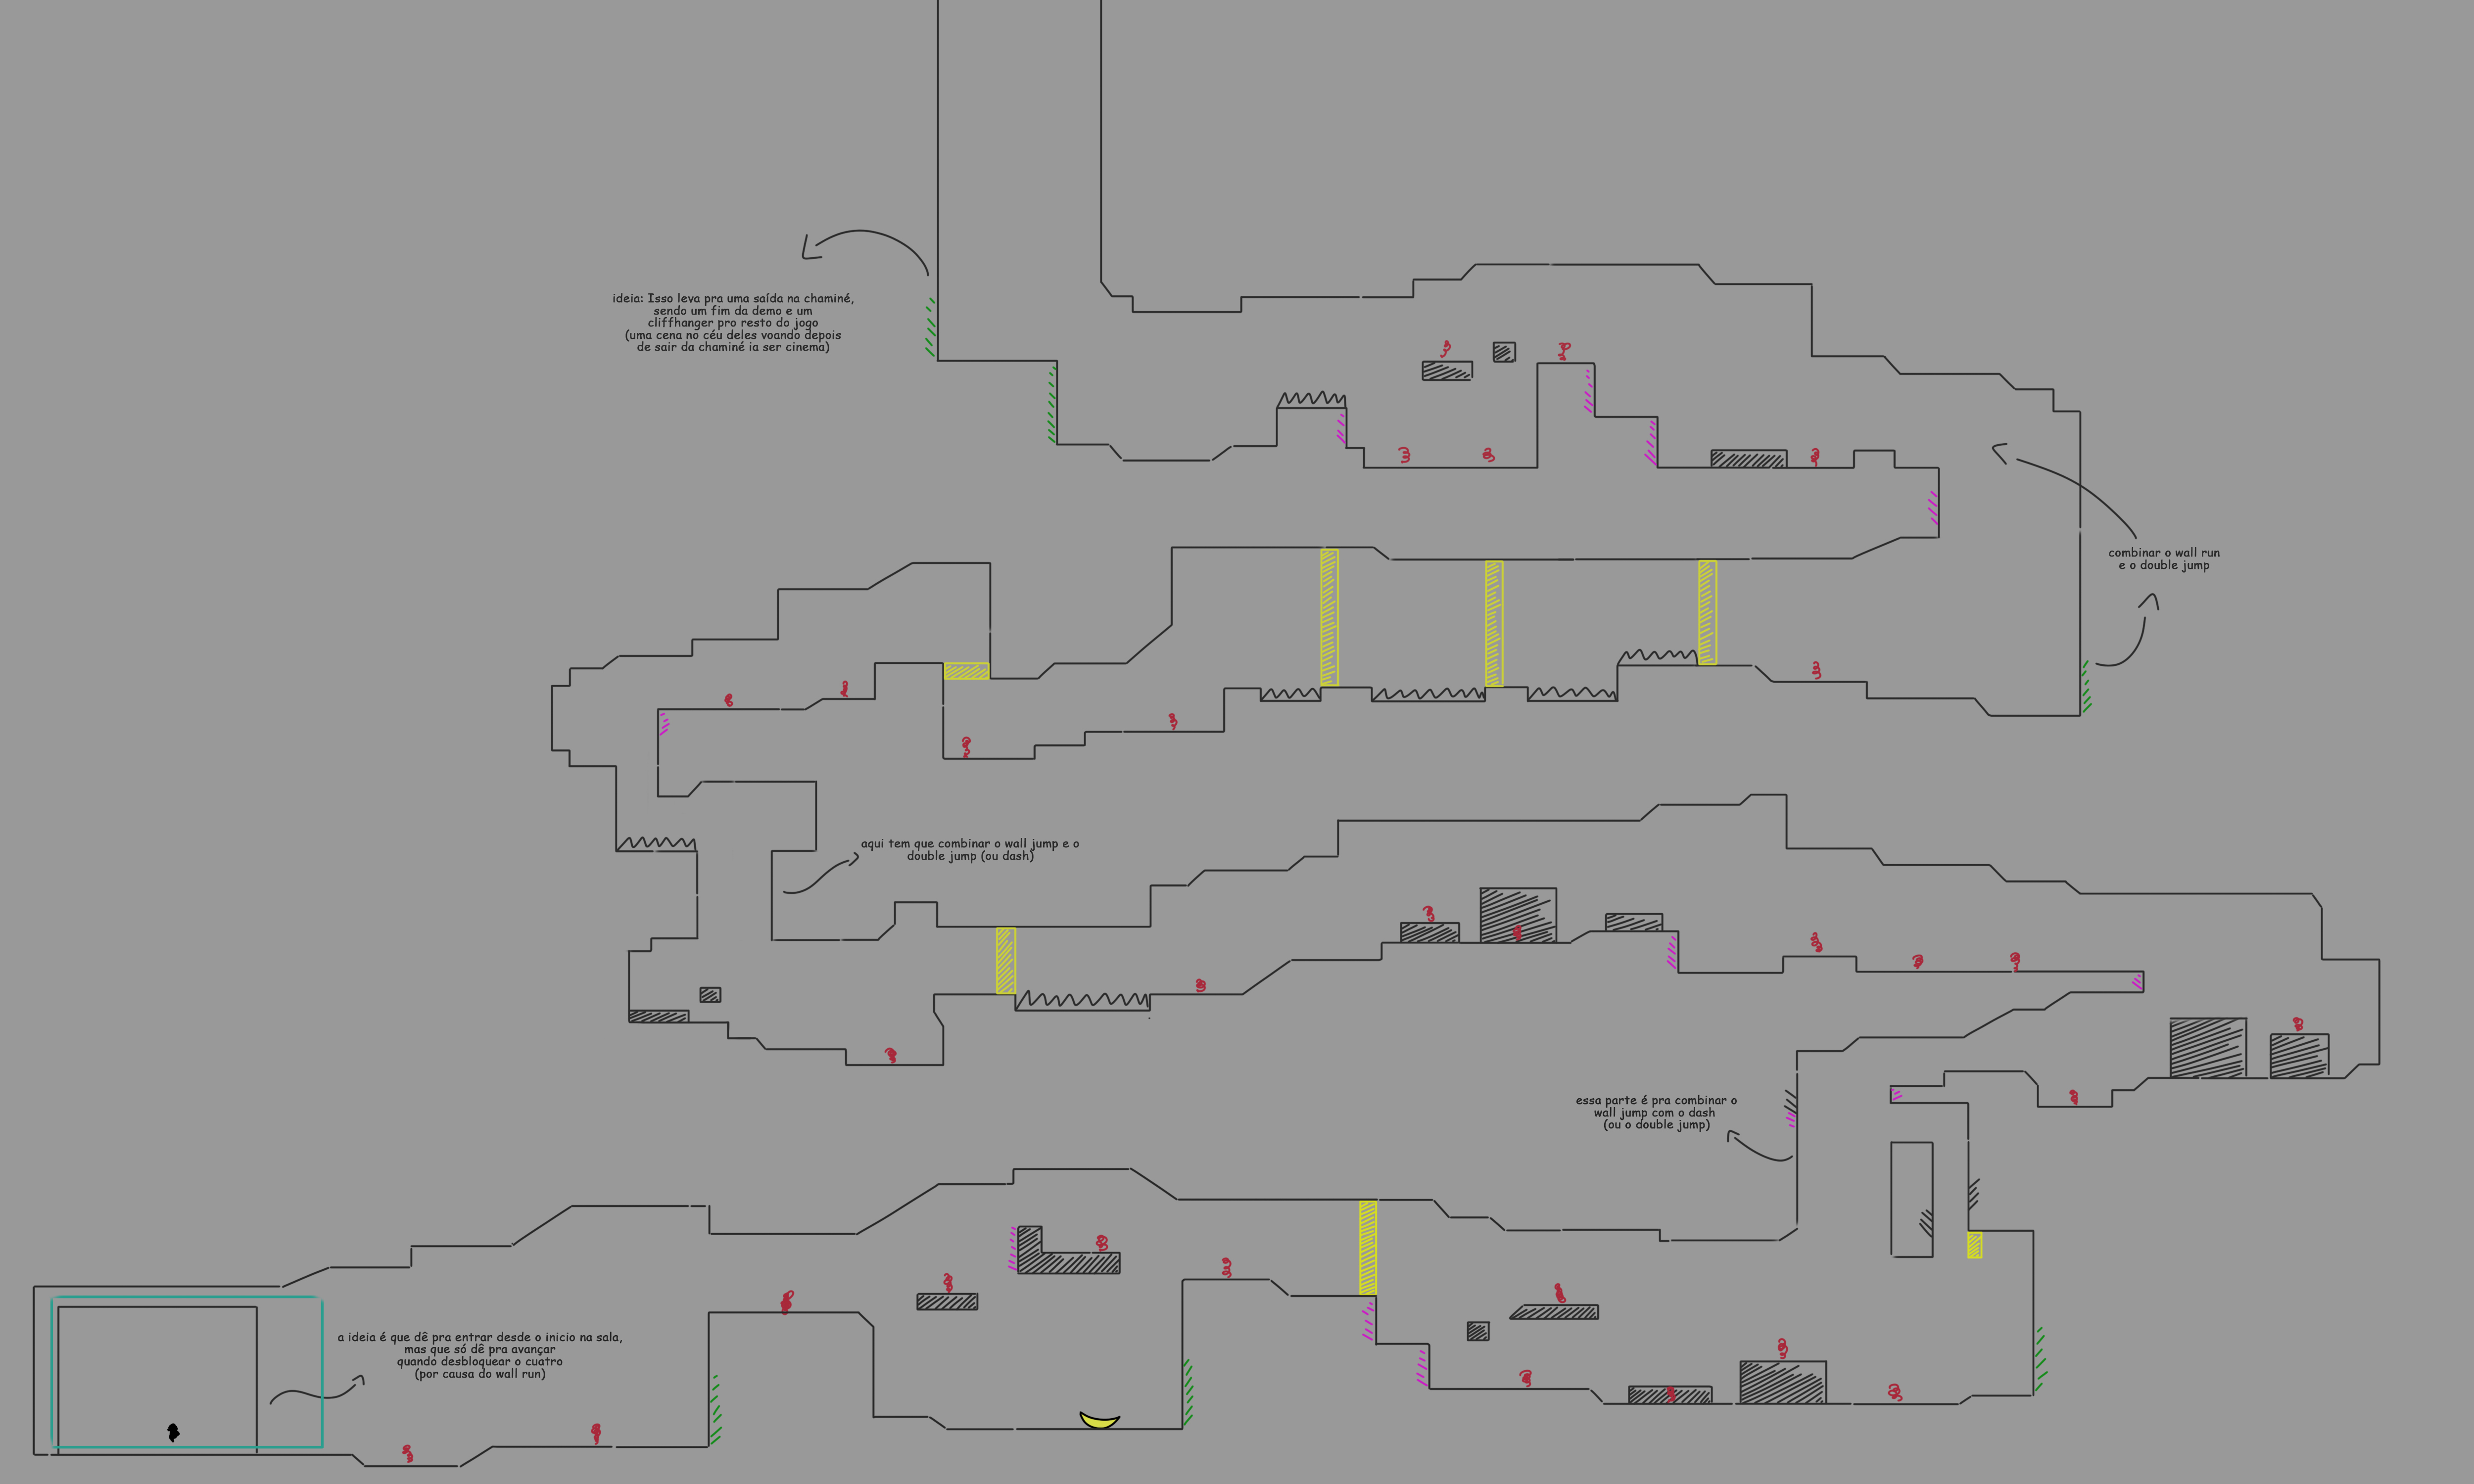 ideia: Isso leva pra uma saída na chaminé,
sendo um fim da demo e um
cliffhanger pro resto do jogo
(uma cena no céu deles voando depois
de sair da chaminé ia ser cinema)
combinar o wall run
e o double jump
aqui tem que combinar o wall jump e o
double jump (ou dash)
essa parte é pra combinar o
wall jump com o dash
(ou o double jump)
a ideia é que dê pra entrar desde o inicio na sala,
mas que só dê pra avançar
quando desbloquear o cuatro
(por causa do wall run)